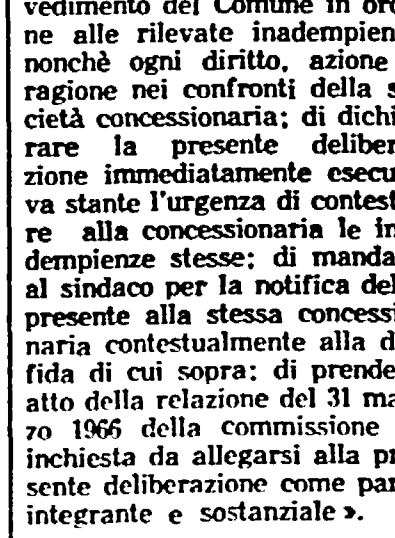 vedimento del Comune in ord
ne alle rilevate inadempien
nonchè ogni diritto, azione
ragione nei confronti della s
cietà concessionaria; di dichi
rare la presente deliber
zione immediatamente esecu
va stante l'urgenza di contest
re alla concessionaria le in
dempienze stesse; di manda
al sindaco per la notifica del
presente alla stessa concessi
naria contestualmente alla d
fida di cui sopra; di prende
atto della relazione del 31 ma
zo 1966 della commissione
inchiesta da allegarsi alla pr
sente deliberazione come par
integrante e sostanziale ».